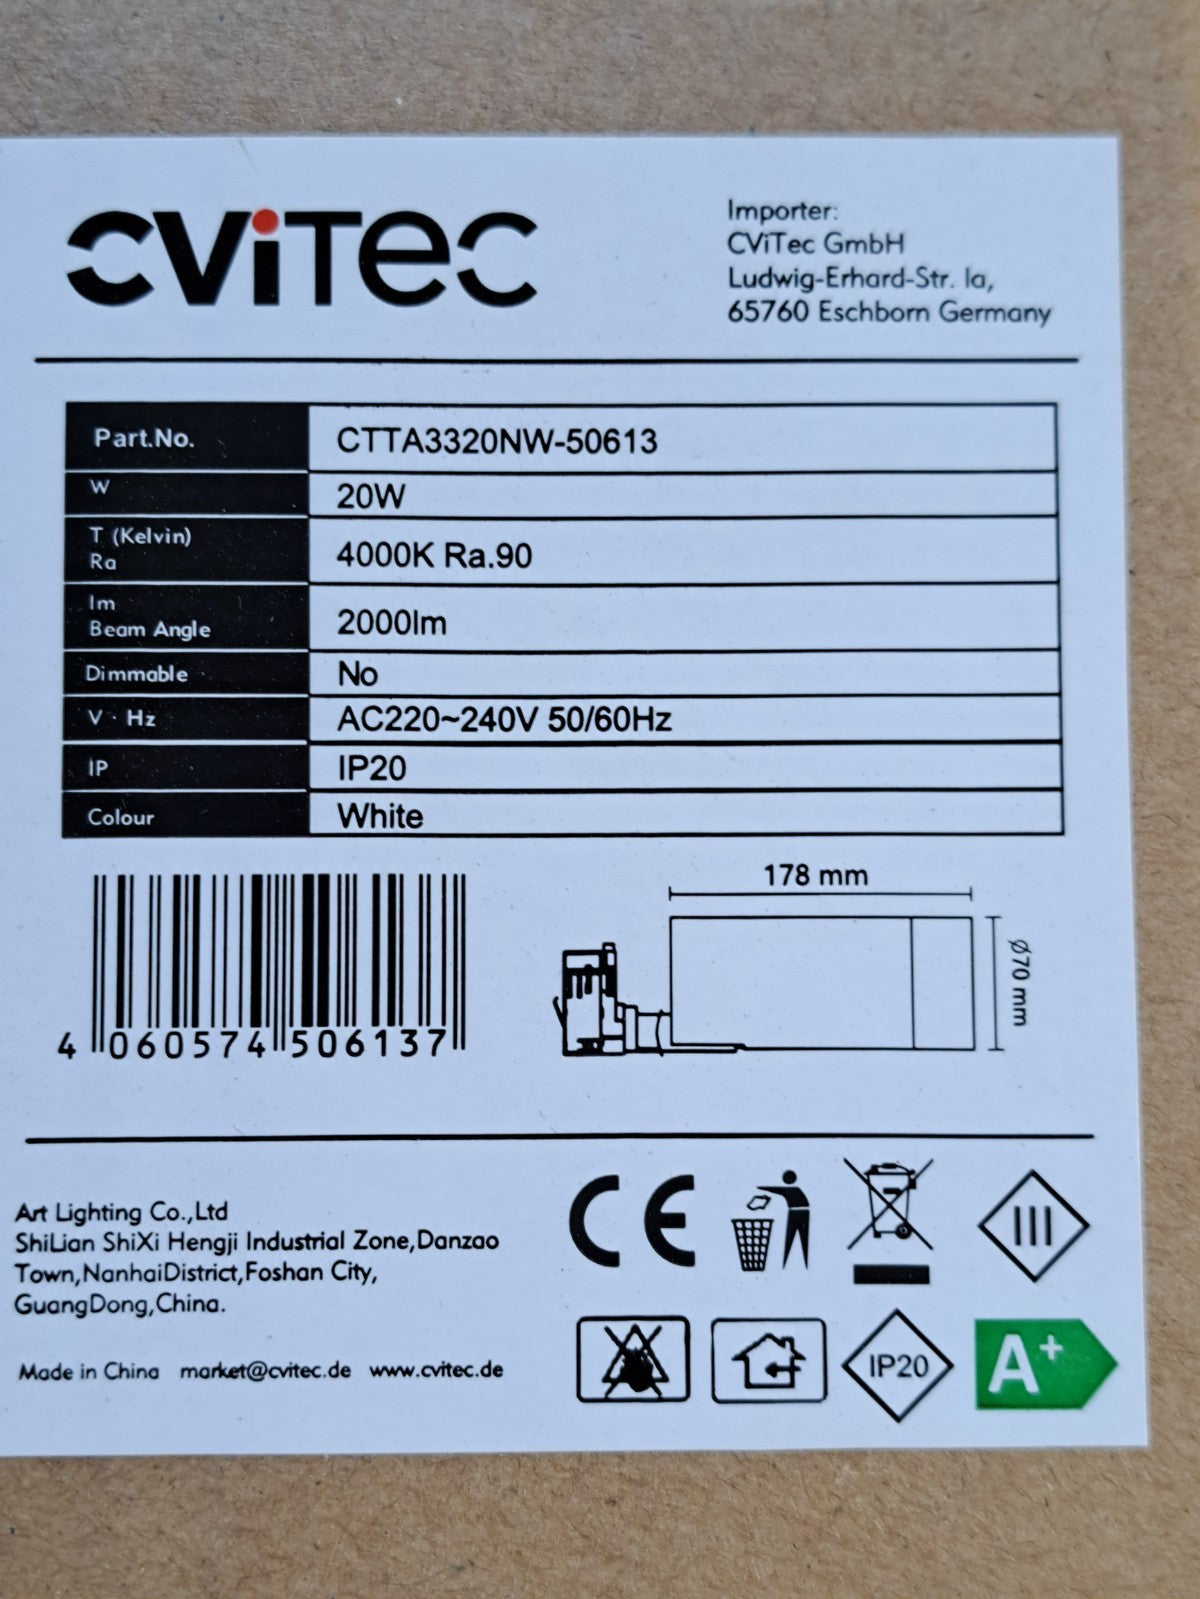 CViTEC
Importer:
CViTec GmbH
Ludwig-Erhard-Str. 1a,
65760 Eschborn Germany
Part.No. CTTA3320NW-50613
W 20W
T (Kelvin)
Ra 4000K Ra.90
lm
Beam Angle 2000lm
Dimmable No
V · Hz AC220~240V 50/60Hz
IP IP20
Colour White
178 mm
Ø70 mm
4 060574 506137
Art Lighting Co.,Ltd
ShiLian ShiXi Hengji Industrial Zone,Danzao
Town,NanhaiDistrict,Foshan City,
GuangDong,China.
Made in China market@cvitec.de www.cvitec.de
CE
III
IP20
A+